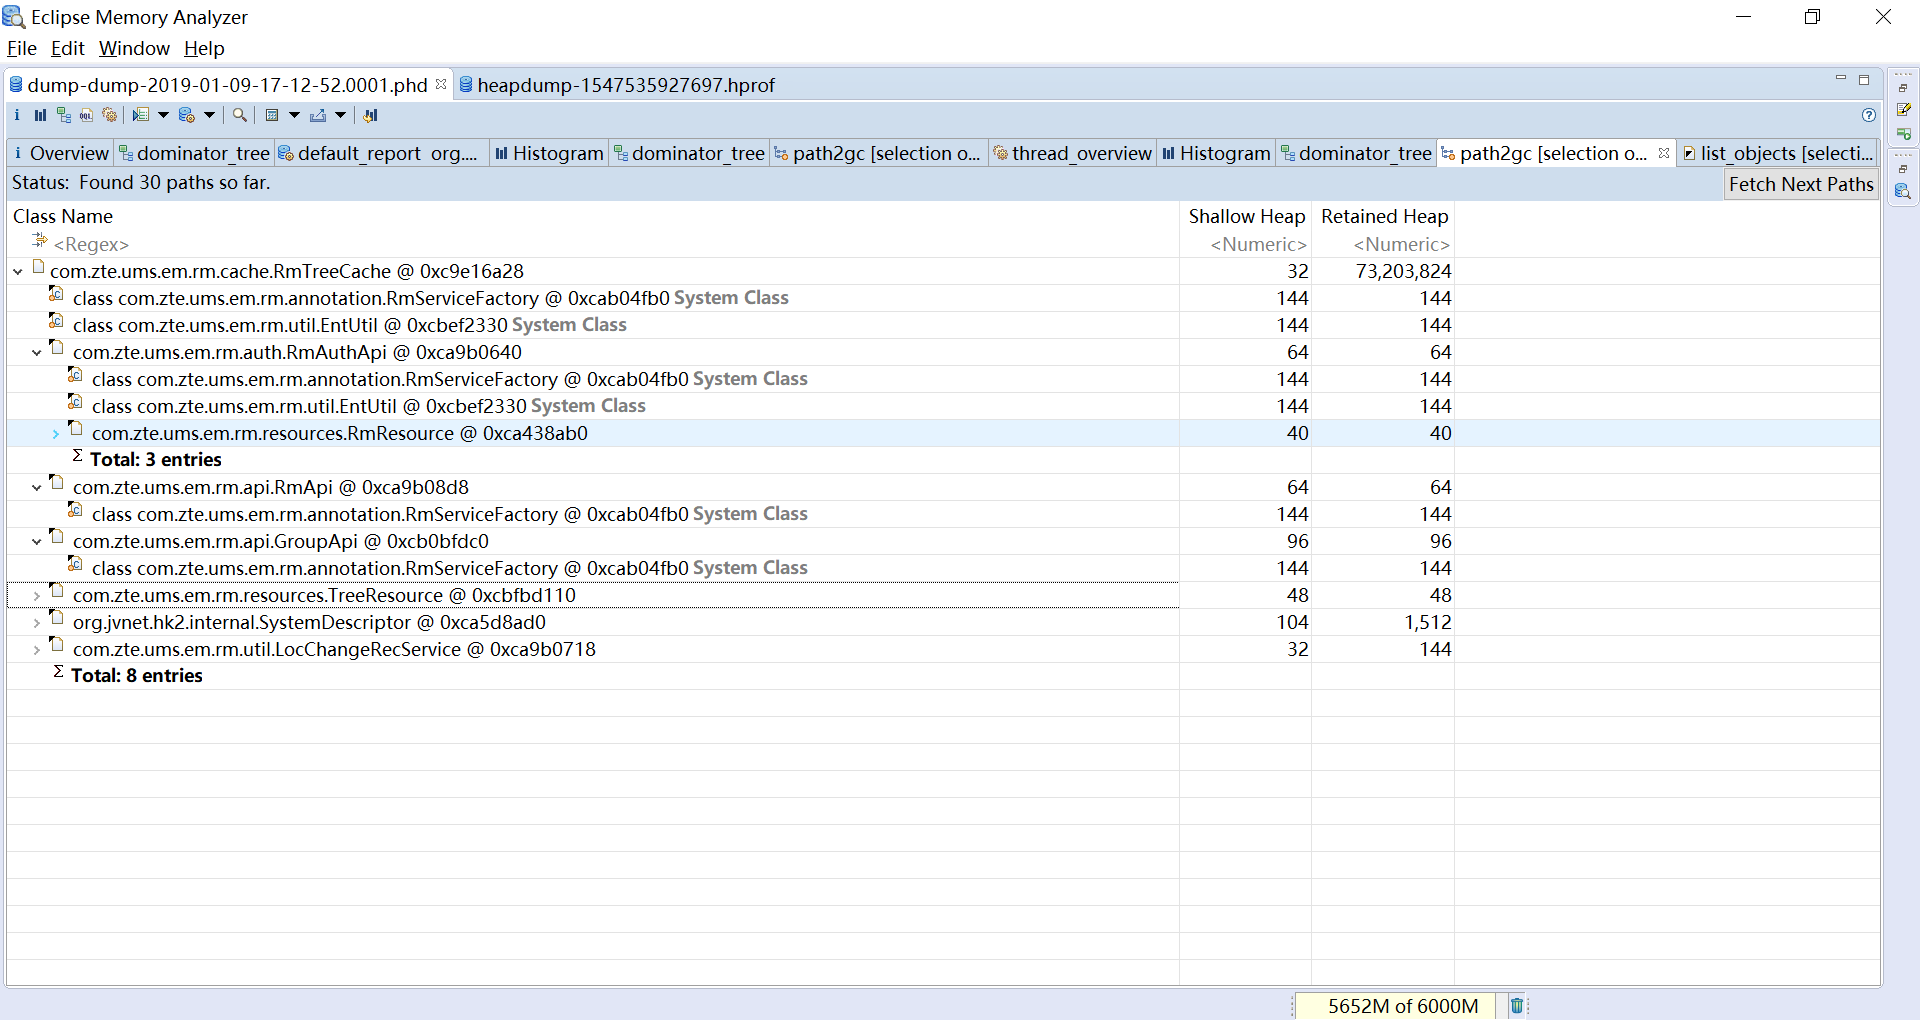 Eclipse Memory Analyzer
File Edit Window Help
dump-dump-2019-01-09-17-12-52.0001.phd heapdump-1547535927697.hprof
i Overview dominator_tree default_report org.... Histogram dominator_tree path2gc [selection o... thread_overview Histogram dominator_tree path2gc [selection o... list_objects [selecti...
Status: Found 30 paths so far. Fetch Next Paths
Class Name Shallow Heap Retained Heap
<Regex> <Numeric> <Numeric>
com.zte.ums.em.rm.cache.RmTreeCache @ 0xc9e16a28 32 73,203,824
class com.zte.ums.em.rm.annotation.RmServiceFactory @ 0xcab04fb0 System Class 144 144
class com.zte.ums.em.rm.util.EntUtil @ 0xcbef2330 System Class 144 144
com.zte.ums.em.rm.auth.RmAuthApi @ 0xca9b0640 64 64
class com.zte.ums.em.rm.annotation.RmServiceFactory @ 0xcab04fb0 System Class 144 144
class com.zte.ums.em.rm.util.EntUtil @ 0xcbef2330 System Class 144 144
com.zte.ums.em.rm.resources.RmResource @ 0xca438ab0 40 40
Σ Total: 3 entries
com.zte.ums.em.rm.api.RmApi @ 0xca9b08d8 64 64
class com.zte.ums.em.rm.annotation.RmServiceFactory @ 0xcab04fb0 System Class 144 144
com.zte.ums.em.rm.api.GroupApi @ 0xcb0bfdc0 96 96
class com.zte.ums.em.rm.annotation.RmServiceFactory @ 0xcab04fb0 System Class 144 144
com.zte.ums.em.rm.resources.TreeResource @ 0xcbfbd110 48 48
org.jvnet.hk2.internal.SystemDescriptor @ 0xca5d8ad0 104 1,512
com.zte.ums.em.rm.util.LocChangeRecService @ 0xca9b0718 32 144
Σ Total: 8 entries
5652M of 6000M